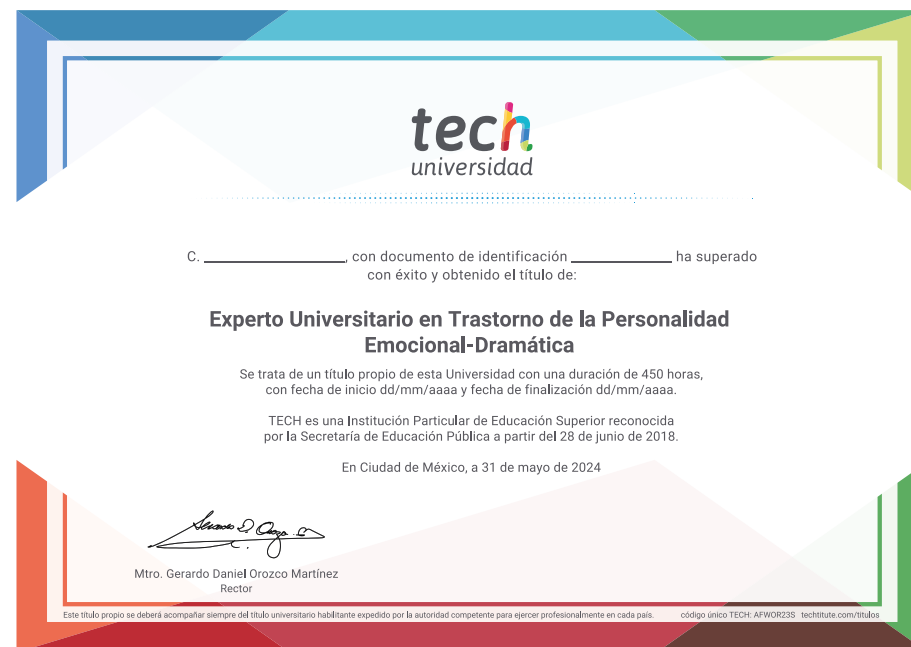 tech
universidad
C. ____________, con documento de identificación ____________ ha superado
con éxito y obtenido el título de:
Experto Universitario en Trastorno de la Personalidad
Emocional-Dramática
Se trata de un título propio de esta Universidad con una duración de 450 horas,
con fecha de inicio dd/mm/aaaa y fecha de finalización dd/mm/aaaa.
TECH es una Institución Particular de Educación Superior reconocida
por la Secretaría de Educación Pública a partir del 28 de junio de 2018.
En Ciudad de México, a 31 de mayo de 2024
Mtro. Gerardo Daniel Orozco Martínez
Rector
Este título propio se deberá acompañar siempre del título universitario habilitante expedido por la autoridad competente para ejercer profesionalmente en cada país. código único TECH: AFWOR23S techtitute.com/titulos